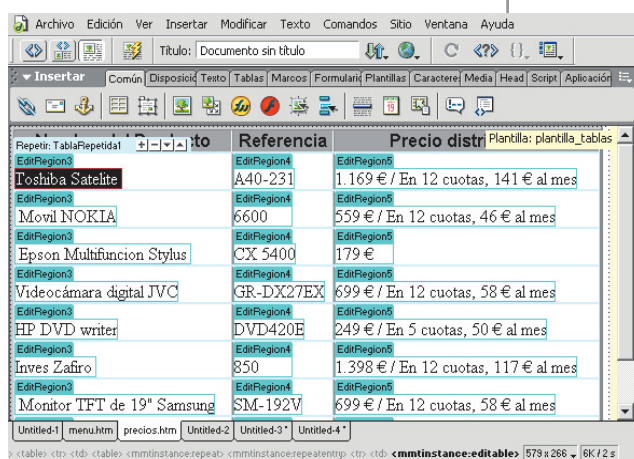 Archivo Edición Ver Insertar Modificar Texto Comandos Sitio Ventana Ayuda
Título: Documento sin título
Insertar Común Disposició Texto Tablas Marcos Formulario Plantillas Caractere Media Head Script Aplicación
to Referencia Precio distr Plantilla: plantilla_tablas
Repetir: TablaRepetida1
EditRegion3 EditRegion4 EditRegion5
Toshiba Satelite A40-231 1.169 € / En 12 cuotas, 141 € al mes
EditRegion3 EditRegion4 EditRegion5
Movil NOKIA 6600 559 € / En 12 cuotas, 46 € al mes
EditRegion3 EditRegion4 EditRegion5
Epson Multifuncion Stylus CX 5400 179 €
EditRegion3 EditRegion4 EditRegion5
Videocámara digital JVC GR-DX27EX 699 € / En 12 cuotas, 58 € al mes
EditRegion3 EditRegion4 EditRegion5
HP DVD writer DVD420E 249 € / En 5 cuotas, 50 € al mes
EditRegion3 EditRegion4 EditRegion5
Inves Zafiro 850 1.398 € / En 12 cuotas, 117 € al mes
EditRegion3 EditRegion4 EditRegion5
Monitor TFT de 19" Samsung SM-192V 699 € / En 12 cuotas, 58 € al mes
Untitled-1 menu.htm precios.htm Untitled-2 Untitled-3* Untitled-4*
<table> <tr> <td> <table> <mmtinstance:repeat> <mmtinstance:repeatentry> <tr> <td> <mmtinstance:editable> 579 x 266 6K / 2 s